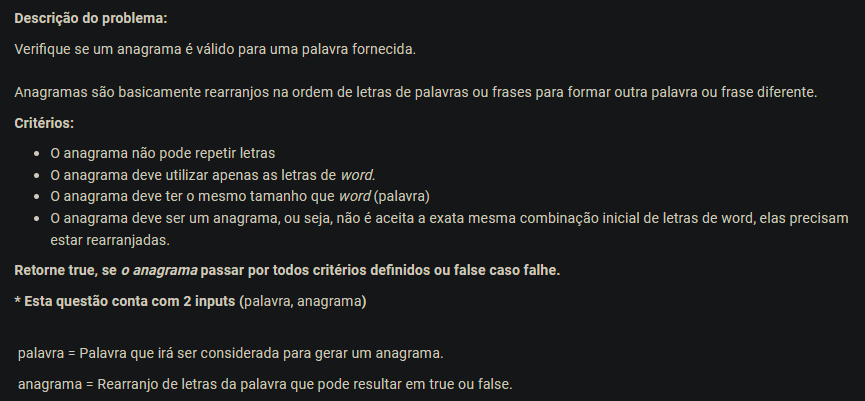 Descrição do problema:
Verifique se um anagrama é válido para uma palavra fornecida.
Anagramas são basicamente rearranjos na ordem de letras de palavras ou frases para formar outra palavra ou frase diferente.
Critérios:
• O anagrama não pode repetir letras
• O anagrama deve utilizar apenas as letras de word.
• O anagrama deve ter o mesmo tamanho que word (palavra)
• O anagrama deve ser um anagrama, ou seja, não é aceita a exata mesma combinação inicial de letras de word, elas precisam
estar rearranjadas.
Retorne true, se o anagrama passar por todos critérios definidos ou false caso falhe.
* Esta questão conta com 2 inputs (palavra, anagrama)
palavra = Palavra que irá ser considerada para gerar um anagrama.
anagrama = Rearranjo de letras da palavra que pode resultar em true ou false.